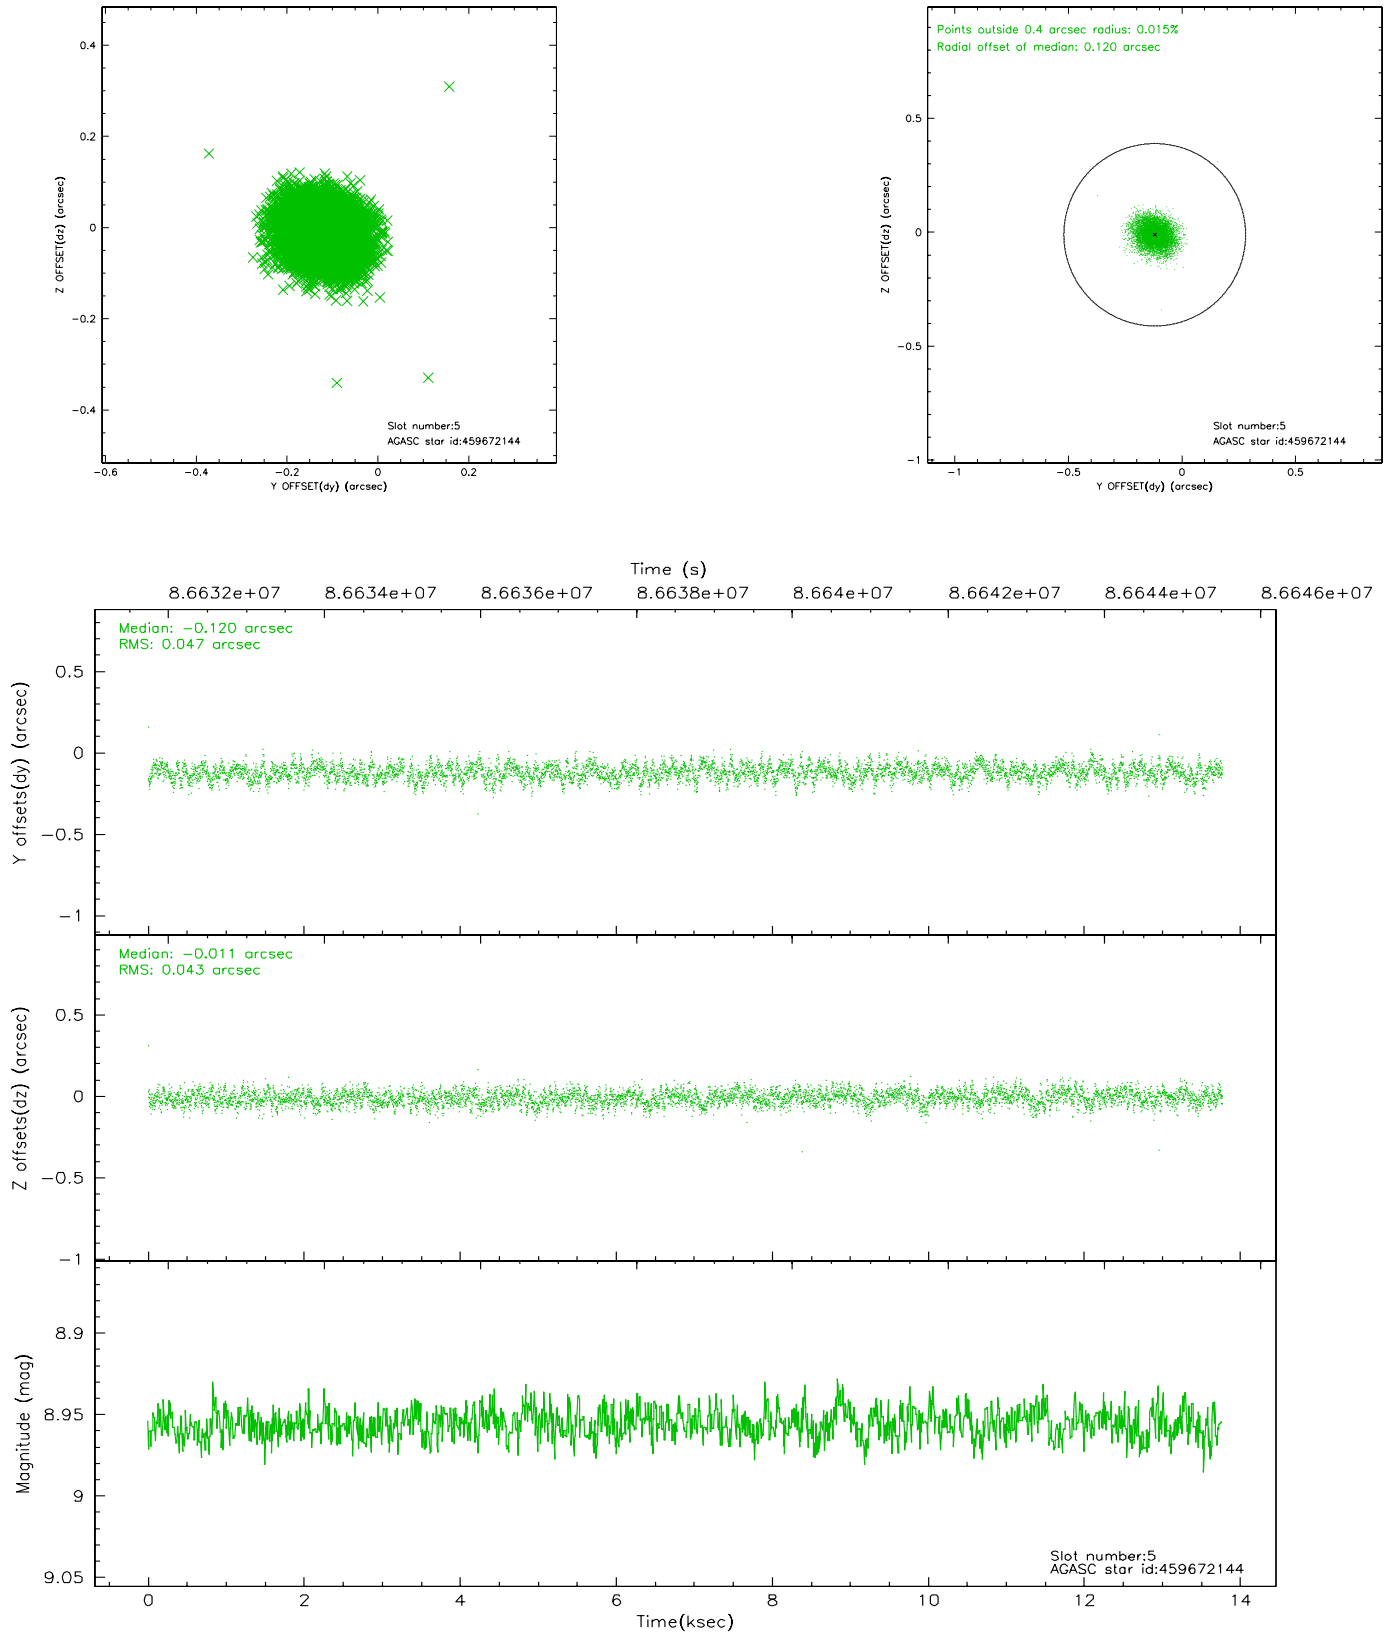 0.4
0.2
0
−0.2
−0.4
Z OFFSET(dz) (arcsec)
Slot number:5
AGASC star id:459672144
−0.6 −0.4 −0.2 0 0.2
Y OFFSET(dy) (arcsec)
Points outside 0.4 arcsec radius: 0.015%
Radial offset of median: 0.120 arcsec
0.5
0
−0.5
−1
Z OFFSET(dz) (arcsec)
Slot number:5
AGASC star id:459672144
−1 −0.5 0 0.5
Y OFFSET(dy) (arcsec)
Time (s)
8.6632e+07 8.6634e+07 8.6636e+07 8.6638e+07 8.664e+07 8.6642e+07 8.6644e+07 8.6646e+07
Median: −0.120 arcsec
RMS: 0.047 arcsec
0.5
0
−0.5
−1
Y offsets(dy) (arcsec)
Median: −0.011 arcsec
RMS: 0.043 arcsec
0.5
0
−0.5
−1
Z offsets(dz) (arcsec)
8.9
8.95
9
9.05
Magnitude (mag)
Slot number:5
AGASC star id:459672144
0 2 4 6 8 10 12 14
Time(ksec)